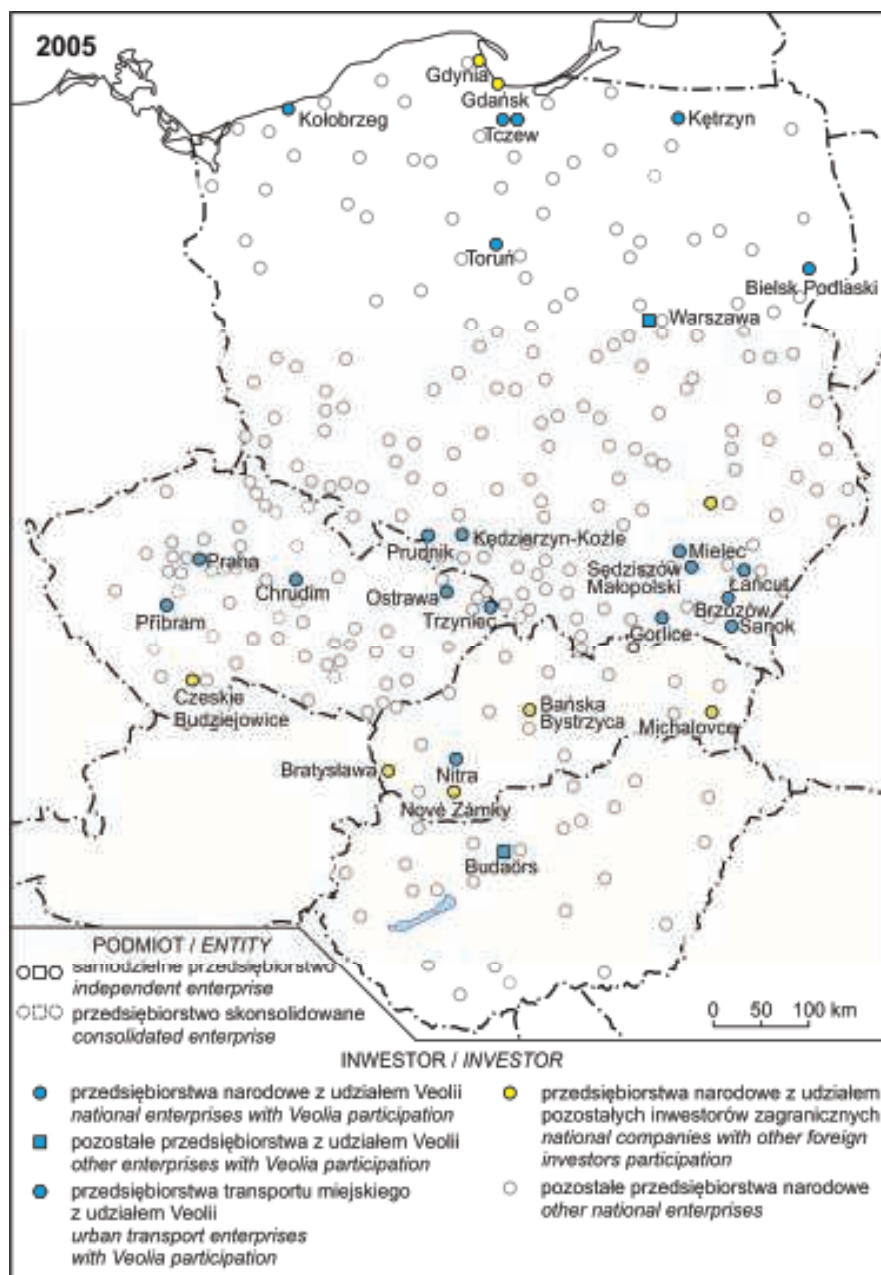 2005
Gdynia
Gdańsk
Kołobrzeg
Tczew
Kętrzyn
Toruń
Bielsk Podlaski
Warszawa
Prudnik
Kędzierzyn-Koźle
Praha
Mielec
Sędziszów
Małopolski
Łańcut
Chrudim
Ostrawa
Brzozów
Příbram
Trzyniec
Gorlice
Sanok
Czeskie
Budziejowice
Bańska
Bystrzyca
Michalovce
Bratysława
Nitra
Nové Zámky
Budaörs
PODMIOT / ENTITY
samodzielne przedsiębiorstwo
independent enterprise
przedsiębiorstwo skonsolidowane
consolidated enterprise
0 50 100 km
INWESTOR / INVESTOR
przedsiębiorstwa narodowe z udziałem Veolii
national enterprises with Veolia participation
pozostałe przedsiębiorstwa z udziałem Veolii
other enterprises with Veolia participation
przedsiębiorstwa transportu miejskiego
z udziałem Veolii
urban transport enterprises
with Veolia participation
przedsiębiorstwa narodowe z udziałem
pozostałych inwestorów zagranicznych
national companies with other foreign
investors participation
pozostałe przedsiębiorstwa narodowe
other national enterprises